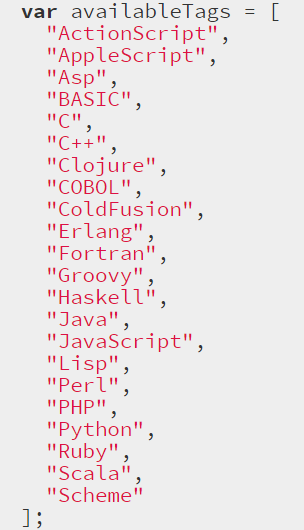 var availableTags = [
"ActionScript",
"AppleScript",
"Asp",
"BASIC",
"C",
"C++",
"Clojure",
"COBOL",
"ColdFusion",
"Erlang",
"Fortran",
"Groovy",
"Haskell",
"Java",
"JavaScript",
"Lisp",
"Perl",
"PHP",
"Python",
"Ruby",
"Scala",
"Scheme"
];